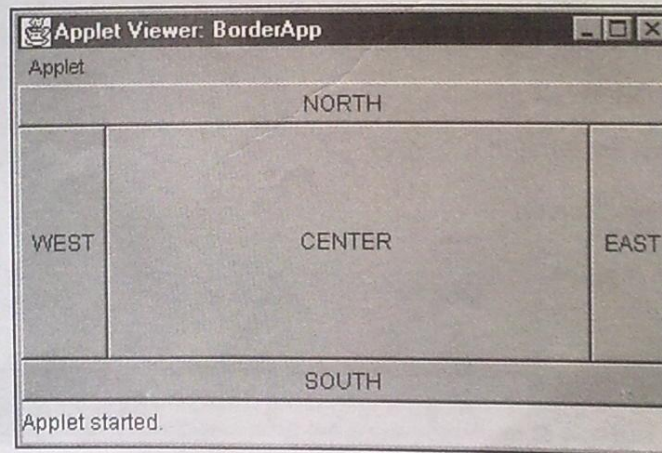 Applet Viewer: BorderApp
Applet
NORTH
WEST CENTER EAST
SOUTH
Applet started.